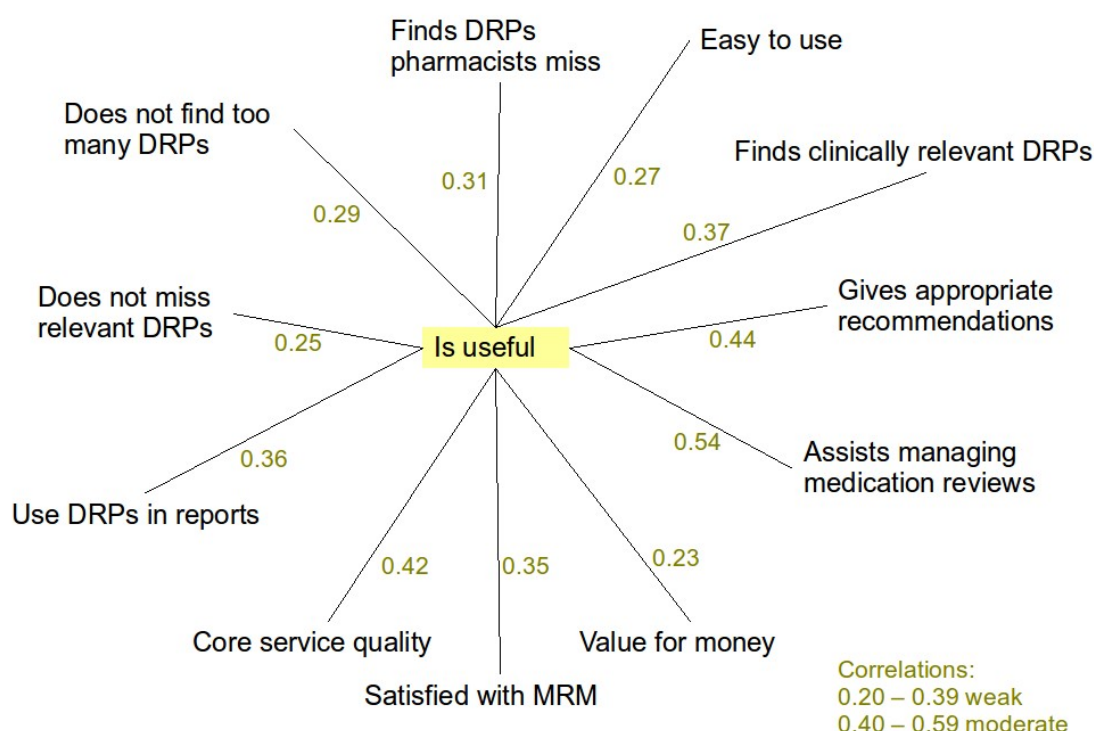 Finds DRPs
pharmacists miss
Easy to use
Does not find too
many DRPs
Finds clinically relevant DRPs
0.31
0.27
0.29
0.37
Does not miss
relevant DRPs
Gives appropriate
recommendations
0.25
Is useful
0.44
0.36
0.54
Assists managing
medication reviews
Use DRPs in reports
0.42
0.35
0.23
Core service quality
Value for money
Satisfied with MRM
Correlations:
0.20 – 0.39 weak
0.40 – 0.59 moderate